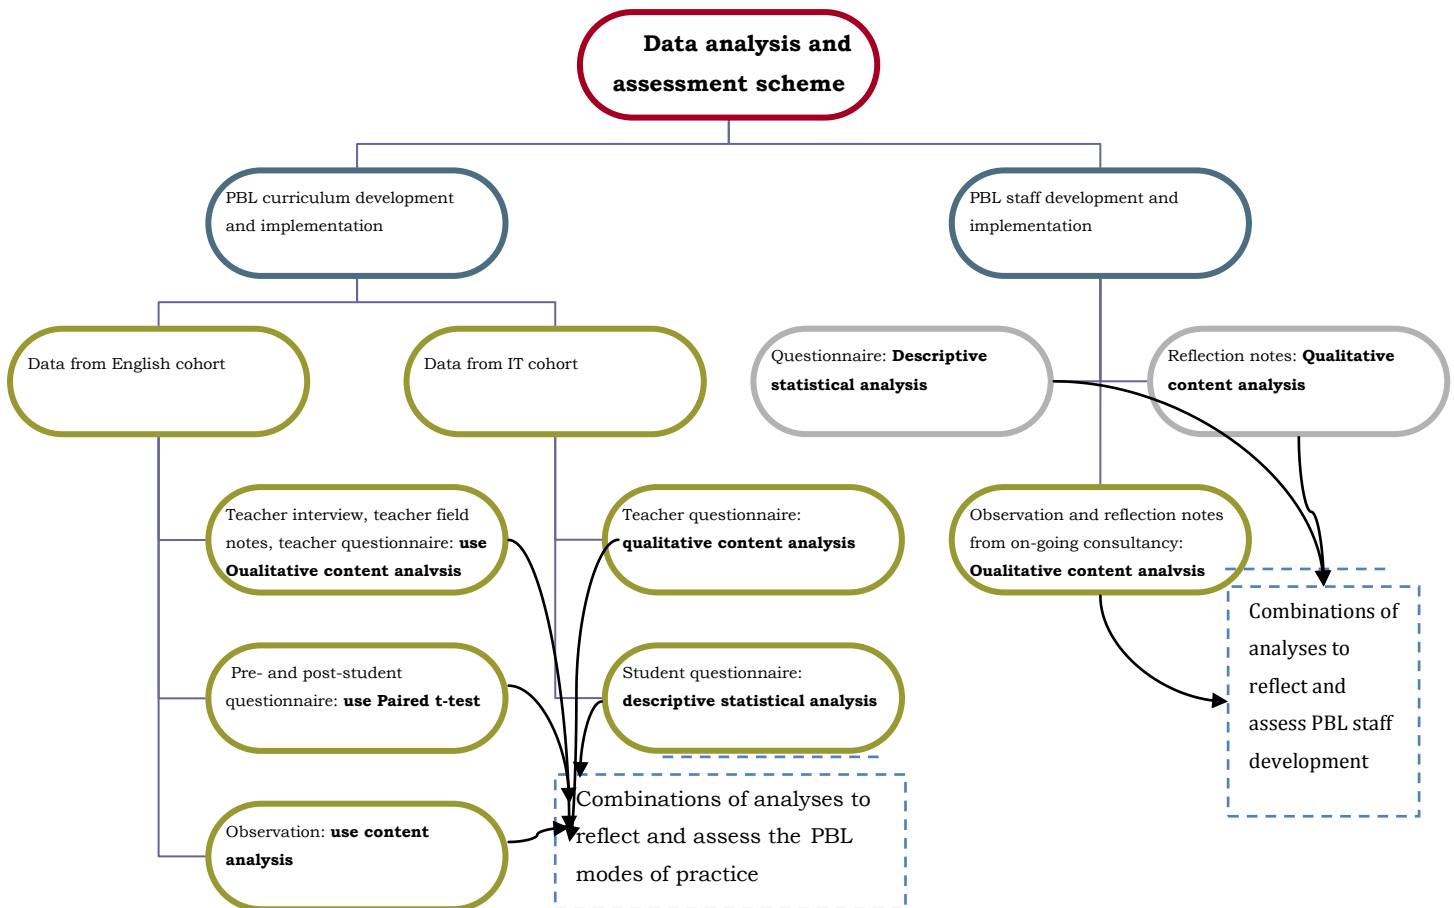 Data analysis and
assessment scheme
PBL curriculum development
and implementation
PBL staff development and
implementation
Data from English cohort
Data from IT cohort
Questionnaire: Descriptive
statistical analysis
Reflection notes: Qualitative
content analysis
Teacher interview, teacher field
notes, teacher questionnaire: use
Qualitative content analysis
Teacher questionnaire:
qualitative content analysis
Observation and reflection notes
from on-going consultancy:
Qualitative content analysis
Pre- and post-student
questionnaire: use Paired t-test
Student questionnaire:
descriptive statistical analysis
Combinations of
analyses to
reflect and
assess PBL staff
development
Observation: use content
analysis
Combinations of analyses to
reflect and assess the PBL
modes of practice